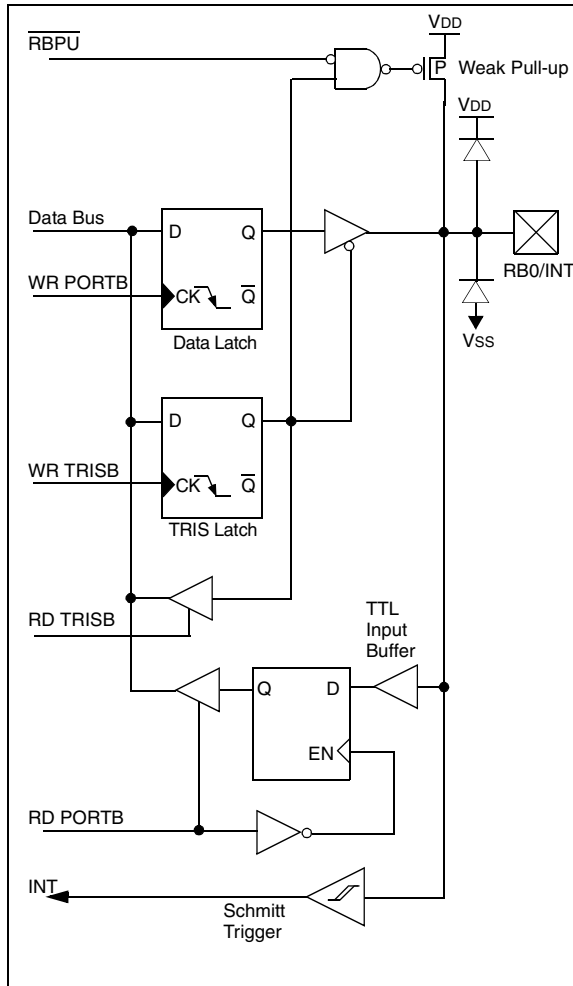 RBPU
VDD
P
Weak Pull-up
VDD
Data Bus
D
Q
RB0/INT
WR PORTB
CK
Q
Data Latch
VSS
D
Q
WR TRISB
CK
Q
TRIS Latch
RD TRISB
TTL
Input
Buffer
Q
D
EN
RD PORTB
INT
Schmitt
Trigger